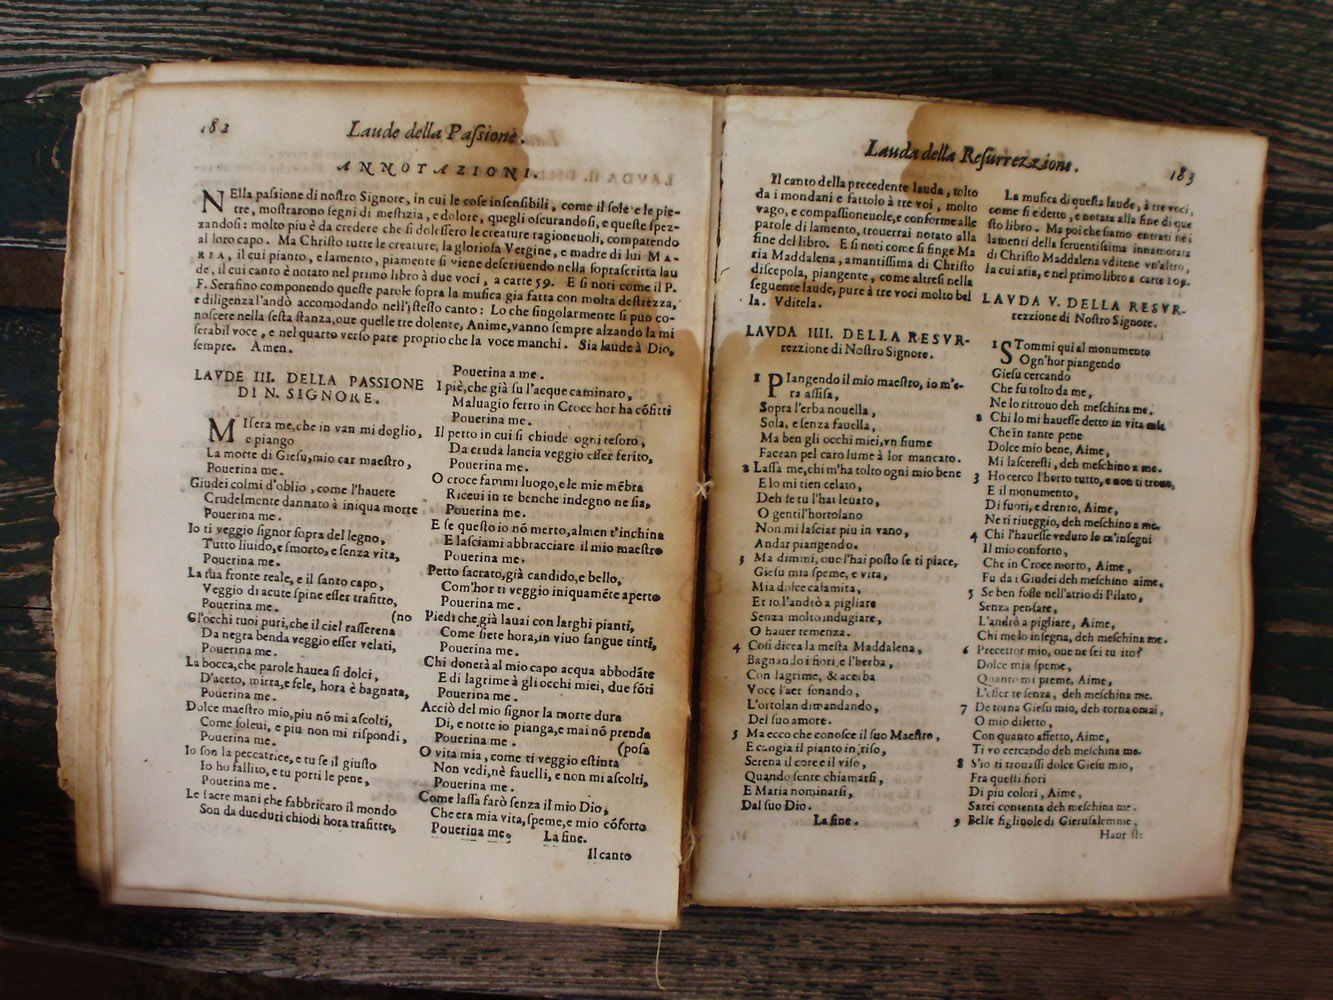 182
Laude della Paſsione.
ANNOTAZIONI.
NElla paſsione di noſtro Signore, in cui le coſe inſenſibili, come il ſole e le pie-
tre, moſtrarono ſegni di meſtizia, e dolore, quegli oſcurandoſi, e queſte ſpez-
zandoſi: molto più è da credere che ſi doleſſero le creature ragioneuoli, compatendo
al loro capo. Ma Chriſto tutte le creature, la glorioſa Vergine, e madre di lui MA-
RIA, il cui pianto, e lamento, piamente ſi viene deſcriuendo nella ſopraſcritta lau
de, il cui canto è notato nel primo libro à due voci, a carte 59. E ſi noti come il P.
F. Serafino componendo queſte parole ſopra la muſica già fatta con molta deſtrezza,
e diligenza l'andò accomodando nell'iſteſſo canto: Lo che ſingolarmente ſi può co-
noſcere nella ſeſta ſtanza, oue quelle tre dolente, Anime, vanno ſempre alzando la mi
ſerabil voce, e nel quarto verſo pare proprio che la voce manchi. Sia laude à Dio,
ſempre. Amen.
LAVDE III. DELLA PASSIONE
DI N. SIGNORE.
MIſera me, che in van mi doglio,
e piango
La morte di Gieſu, mio car maeſtro,
Pouerina me.
Giudei colmi d'oblio, come l'hauere
Crudelmente dannato à iniqua morte
Pouerina me.
Io ti veggio ſignor ſopra del legno,
Tutto liuido, e ſmorto, e ſenza vita,
Pouerina me.
La tua fronte reale, e il ſanto capo,
Veggio di acute ſpine eſſer trafitto,
Pouerina me.
(no
Gl'occhi tuoi puri, che il ciel raſſerena
Da negra benda veggio eſſer velati,
Pouerina me.
La bocca, che parole hauea ſi dolci,
D'aceto, mirra, e fele, hora è bagnata,
Pouerina me.
Dolce maeſtro mio, piu nõ mi aſcolti,
Come ſoleui, e piu non mi riſpondi,
Pouerina me.
Io ſon la peccatrice, e tu ſe il giuſto
Io ho fallito, e tu porti le pene,
Pouerina me.
Le ſacre mani che fabbricaro il mondo
Son da due duri chiodi hora trafitte,
Pouerina a me.
I piè, che già ſu l'acque caminaro,
Maluagio ferro in Croce hor ha cõfitti
Pouerina me.
Il petto in cui ſi chiude ogni teſoro,
Da cruda lancia veggio eſſer ferito,
Pouerina me.
O croce fammi luogo, e le mie mẽbra
Riceui in te benche indegno ne ſia,
Pouerina me.
E ſe queſto io nõ merto, almen t'inchina
E laſciami abbracciare il mio maeſtro
Pouerina me.
Petto ſacrato, già candido, e bello,
Com'hor ti veggio iniquamẽte aperto
Pouerina me.
Piedi che già lauai con larghi pianti,
Come ſiete hora, in viuo ſangue tinti,
Pouerina me.
Chi donerà al mio capo acqua abbodãte
E di lagrime à gli occhi miei, due fõti
Pouerina me.
Acciò del mio ſignor la morte dura
Di, e notte io pianga, e mai nõ prenda
Pouerina me.
(poſa
O vita mia, come ti veggio eſtinta
Non vedi, nè fauelli, e non mi aſcolti,
Pouerina me.
Come laſſa farò ſenza il mio Dio,
Che era mia vita, ſpeme, e mio cõforto
Pouerina me.
La fine.
Il canto
Lauda della Reſurrezzione.
183
Il canto della precedente lauda, tolto
da i mondani e fattolo à tre voi, molto
vago, e compaſsioneuole, e conforme alle
parole di lamento, trouerrai notato alla
fine del libro. E ſi noti come ſi finge Ma
ria Maddalena, amantiſsima di Chriſto
diſcepola, piangente, come altreſi nella
ſeguente laude, pure à tre voci molto bel
la. Vditela.
LAVDA IIII. DELLA RESVR-
rezzione di Noſtro Signore.
1 PIangendo il mio maeſtro, io m'e-
ra aſſiſa,
Sopra l'erba nouella,
Sola, e ſenza fauella,
Ma ben gli occhi miei, vn fiume
Facean pel caro lume à lor mancato.
2 Laſſa me, chi m'ha tolto ogni mio bene
E lo mi tien celato,
Deh ſe tu l'hai leuato,
O gentil'hortolano
Non mi laſciar piu in vano,
Andar piangendo.
3 Ma dimmi, oue l'hai poſto ſe ti piace,
Gieſu mia ſpeme, e vita,
Mia dolce calamita,
Et io l'andrò a pigliare
Senza molto indugiare,
O hauer temenza.
4 Coſi dicea la meſta Maddalena,
Bagnando i fiori, e l'herba,
Con lagrime, & acerba
Voce l'aer ſonando,
L'ortolan dimandando,
Del ſuo amore.
5 Ma ecco che conoſce il ſuo Maeſtro,
E cangia il pianto in riſo,
Serena il core e il viſo,
Quando ſente chiamarſi,
E Maria nominarſi,
Dal ſuo Dio.
La fine.
La muſica di queſta laude, à tre voci,
come ſi è detto, e notata alla fine di que
ſto libro. Ma poi che ſiamo entrati nei
lamenti della feruentiſsima innamorata
di Chriſto Maddalena vditene vn'altro,
la cui aria, e nel primo libro a carte 109.
LAVDA V. DELLA RESVR-
rezzione di Noſtro Signore.
1 STommi qui al monumento
Ogn'hor piangendo
Gieſu cercando
Che fu tolto da me,
Ne lo ritrouo deh meſchina me.
2 Chi lo mi haueſſe detto in vita mia
Che in tante pene
Dolce mio bene, Aime,
Mi laſcereſti, deh meſchino a me.
3 Ho cerco l'horto tutto, e non ti trouo,
E il monumento,
Di fuori, e drento, Aime,
Ne ti riueggio, deh meſchino a me.
4 Chi l'haueſſe veduto lo m'inſegni
Il mio conforto,
Che in Croce morto, Aime,
Fu da i Giudei deh meſchino aime.
5 Se ben foſſe nell'atrio di Pilato,
Senza penſare,
L'andrò a pigliare, Aime,
Chi me lo inſegna, deh meſchina me.
6 Precettor mio, oue ne ſei tu ito?
Dolce mia ſpeme,
Quanto mi preme, Aime,
L'eſſer te ſenza, deh meſchina me.
7 De torna Gieſu mio, deh torna omai,
O mio diletto,
Con quanto affetto, Aime,
Ti vo cercando deh meſchina me.
8 S'io ti trouaſſi dolce Gieſu mio,
Fra queſti fiori
Di piu colori, Aime,
Sarei contenta deh meſchina me.
9 Belle figliuole di Gieruſalemme,
Haue ſti